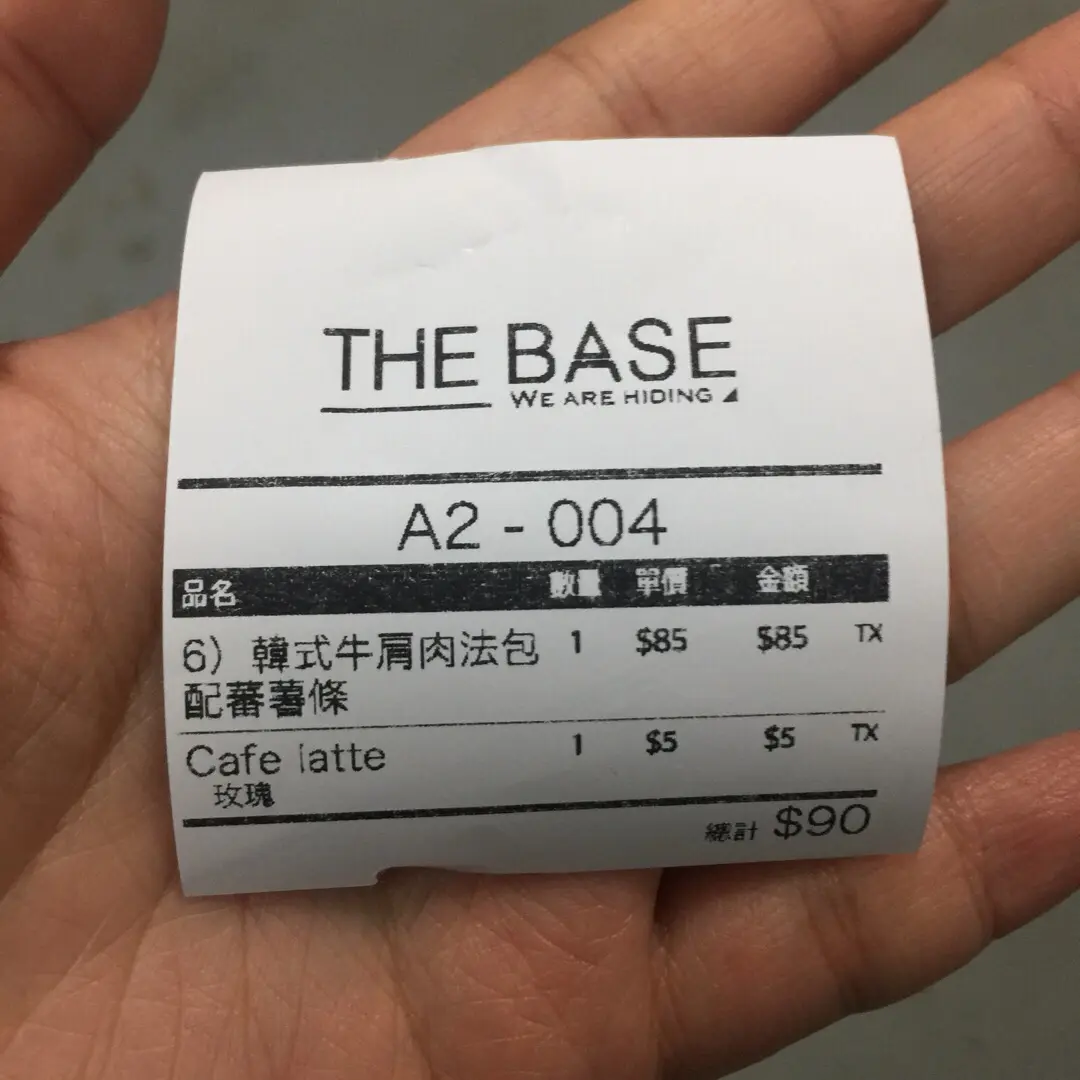 THE BASE
WE ARE HIDING
A2 - 004
品名 數量 單價 金額
6) 韓式牛肩肉法包 1 $85 $85 TX
配蕃薯條
Cafe latte 1 $5 $5 TX
玫瑰
總計 $90